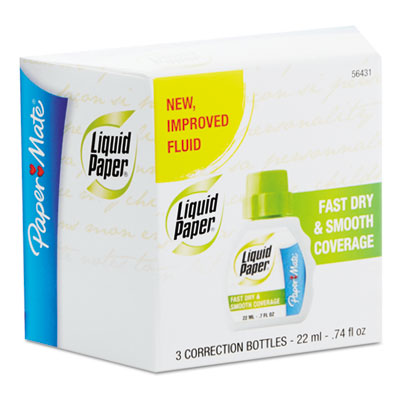 Paper Mate
Liquid
Paper®
56431
NEW,
IMPROVED
FLUID
Liquid
Paper®
FAST DRY
& SMOOTH
COVERAGE
Liquid
Paper
FAST DRY &
SMOOTH COVERAGE
22 ML - .7 FL OZ
Paper Mate
3 CORRECTION BOTTLES - 22 ml - .74 fl oz